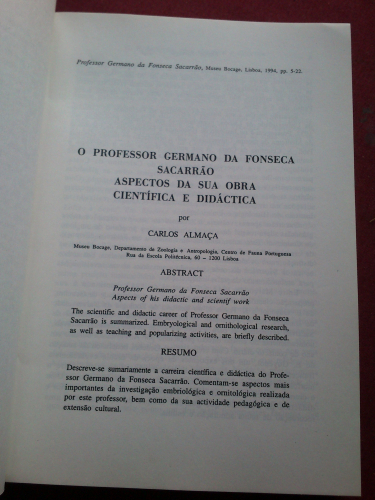 Professor Germano da Fonseca Sacarrão, Museu Bocage, Lisboa, 1994, pp. 5-22.
O PROFESSOR GERMANO DA FONSECA
SACARRÃO
ASPECTOS DA SUA OBRA
CIENTÍFICA E DIDÁCTICA
por
CARLOS ALMAÇA
Museu Bocage, Departamento de Zoologia e Antropologia, Centro de Fauna Portuguesa
Rua da Escola Politécnica, 60 – 1200 Lisboa
ABSTRACT
Professor Germano da Fonseca Sacarrão
Aspects of his didactic and scientif work
The scientific and didactic career of Professor Germano da Fonseca
Sacarrão is summarized. Embryological and ornithological research,
as well as teaching and popularizing activities, are briefly described.
RESUMO
Descreve-se sumariamente a carreira científica e didáctica do Profe-
ssor Germano da Fonseca Sacarrão. Comentam-se aspectos mais
importantes da investigação embriológica e ornitológica realizada
por este professor, bem como da sua actividade pedagógica e de
extensão cultural.